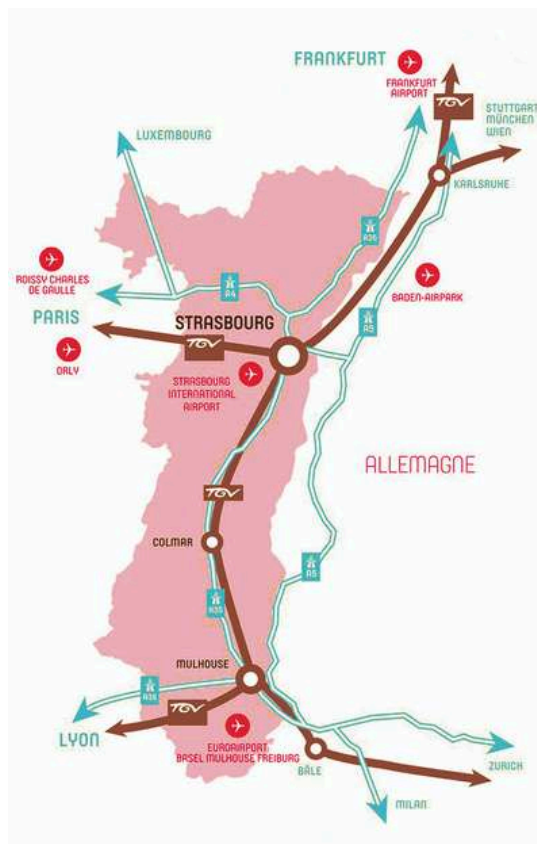 FRANKFURT
FRANKFURT
AIRPORT
TGV
STUTTGART
MÜNCHEN
WIEN
LUXEMBOURG
KARLSRUHE
A35
ROISSY CHARLES
DE GAULLE
A4
BADEN-AIRPARK
PARIS
STRASBOURG
A5
TGV
ORLY
STRASBOURG
INTERNATIONAL
AIRPORT
ALLEMAGNE
TGV
COLMAR
A5
A35
MULHOUSE
A36
TGV
LYON
EUROAIRPORT
BASEL MULHOUSE FREIBURG
BÂLE
ZURICH
MILAN